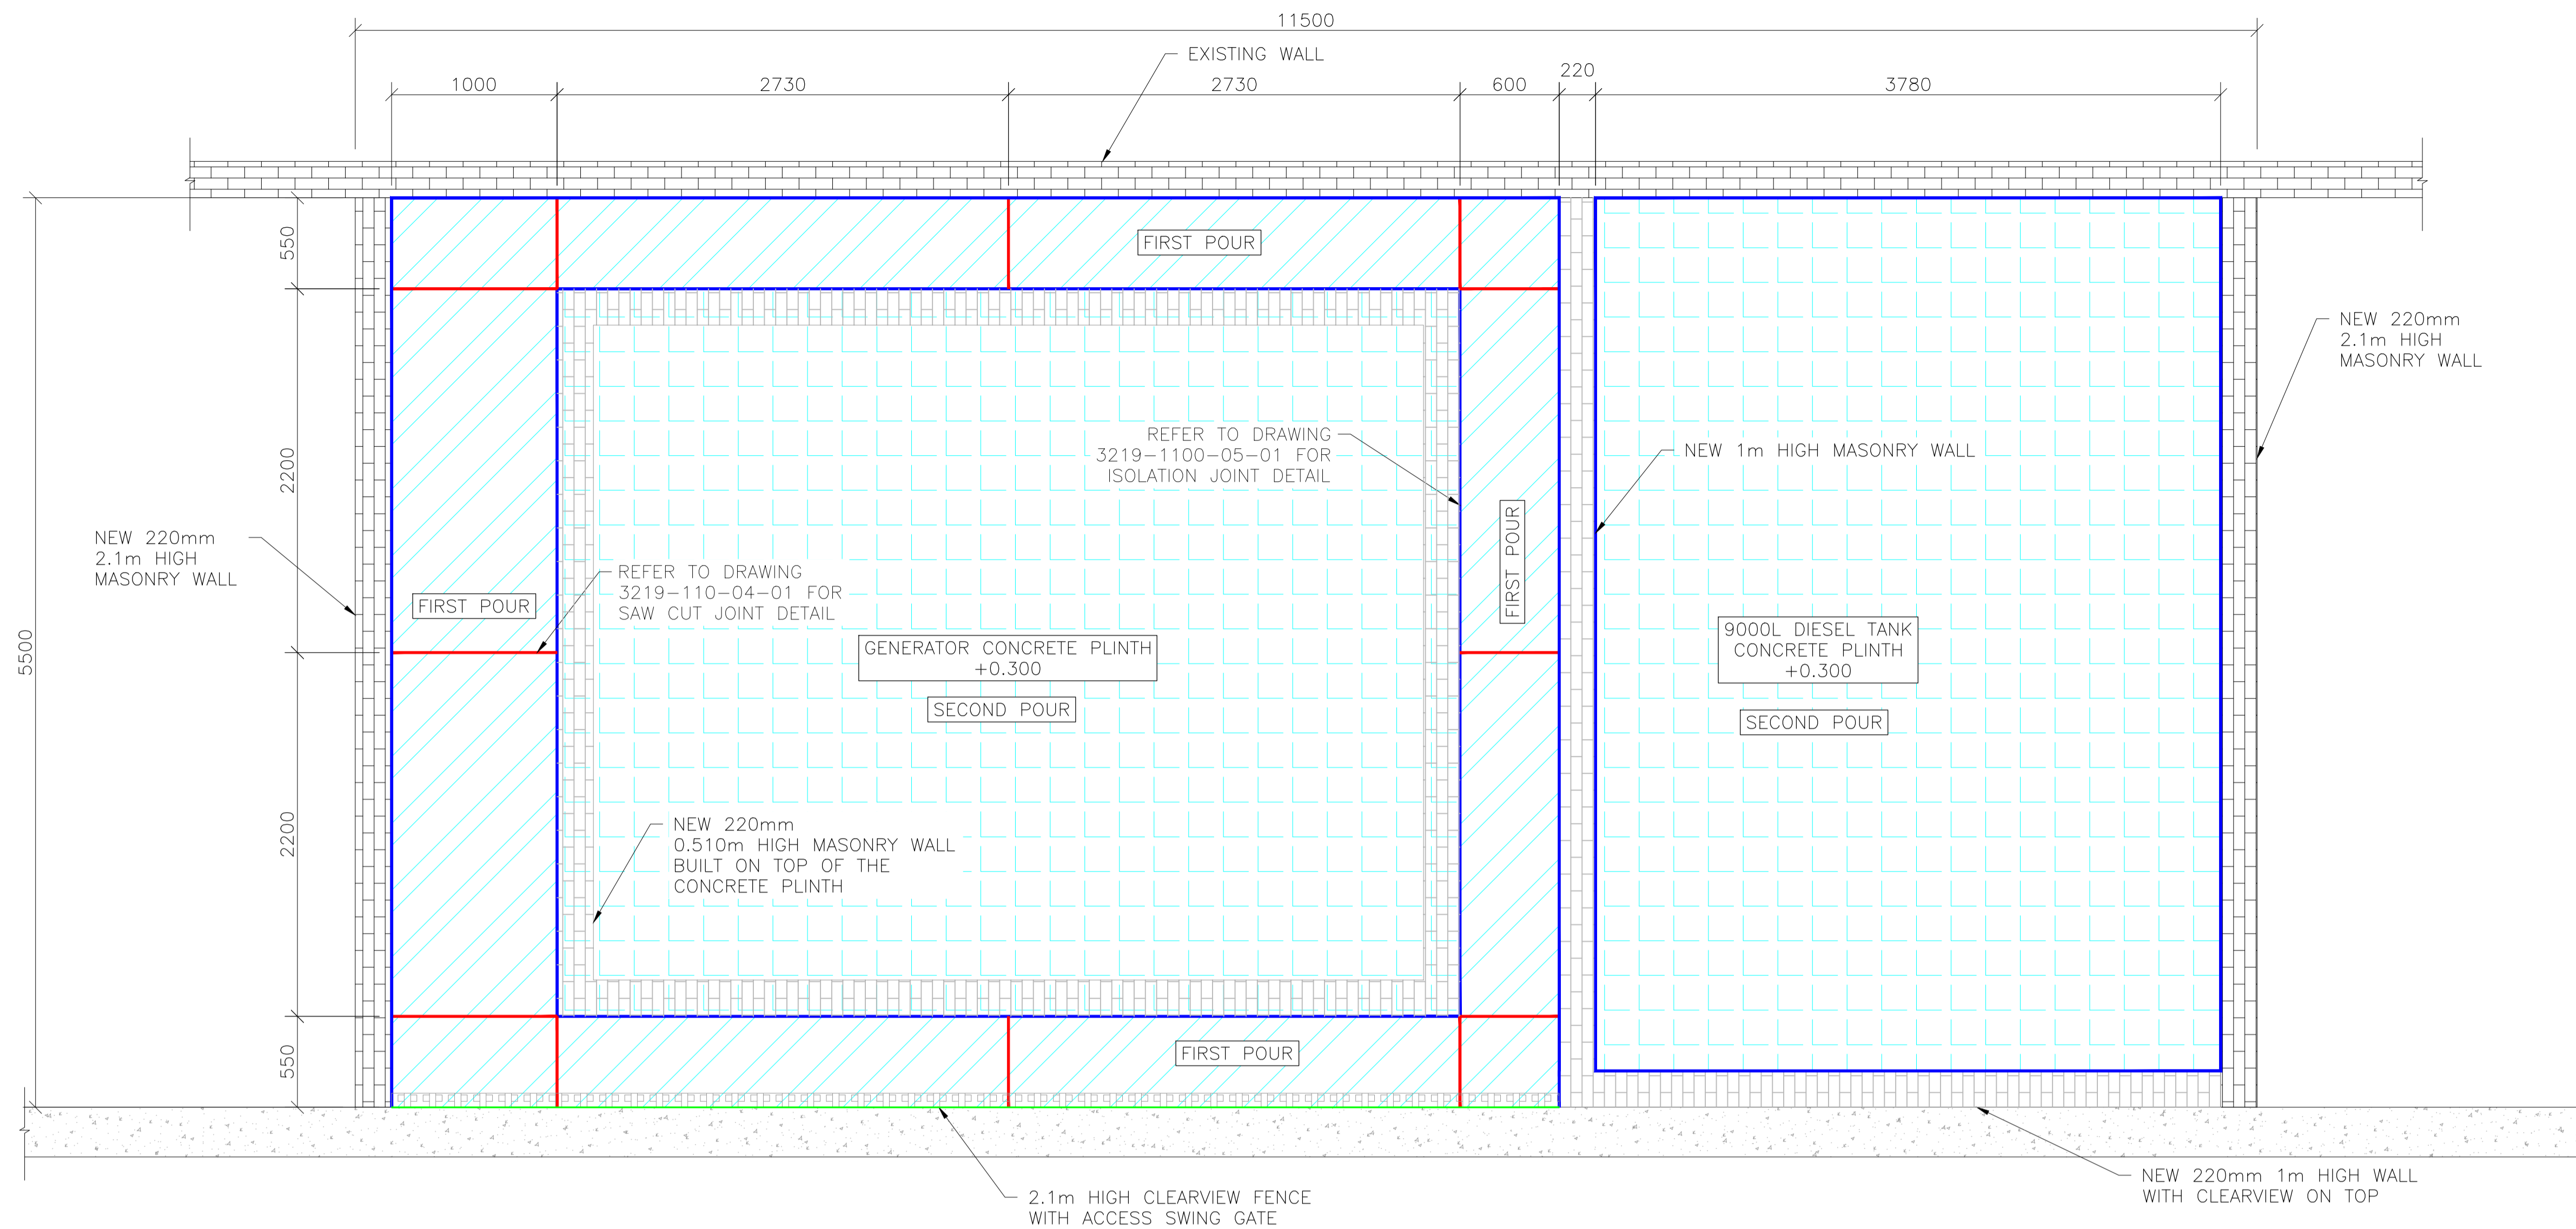 11500
EXISTING WALL
1000
2730
2730
600
220
3780
550
FIRST POUR
NEW 220mm
2.1m HIGH
MASONRY WALL
REFER TO DRAWING
3219-1100-05-01 FOR
ISOLATION JOINT DETAIL
NEW 1m HIGH MASONRY WALL
2200
FIRST POUR
NEW 220mm
2.1m HIGH
MASONRY WALL
REFER TO DRAWING
3219-110-04-01 FOR
SAW CUT JOINT DETAIL
FIRST POUR
5500
GENERATOR CONCRETE PLINTH
+0.300
SECOND POUR
9000L DIESEL TANK
CONCRETE PLINTH
+0.300
SECOND POUR
2200
NEW 220mm
0.510m HIGH MASONRY WALL
BUILT ON TOP OF THE
CONCRETE PLINTH
550
FIRST POUR
2.1m HIGH CLEARVIEW FENCE
WITH ACCESS SWING GATE
NEW 220mm 1m HIGH WALL
WITH CLEARVIEW ON TOP